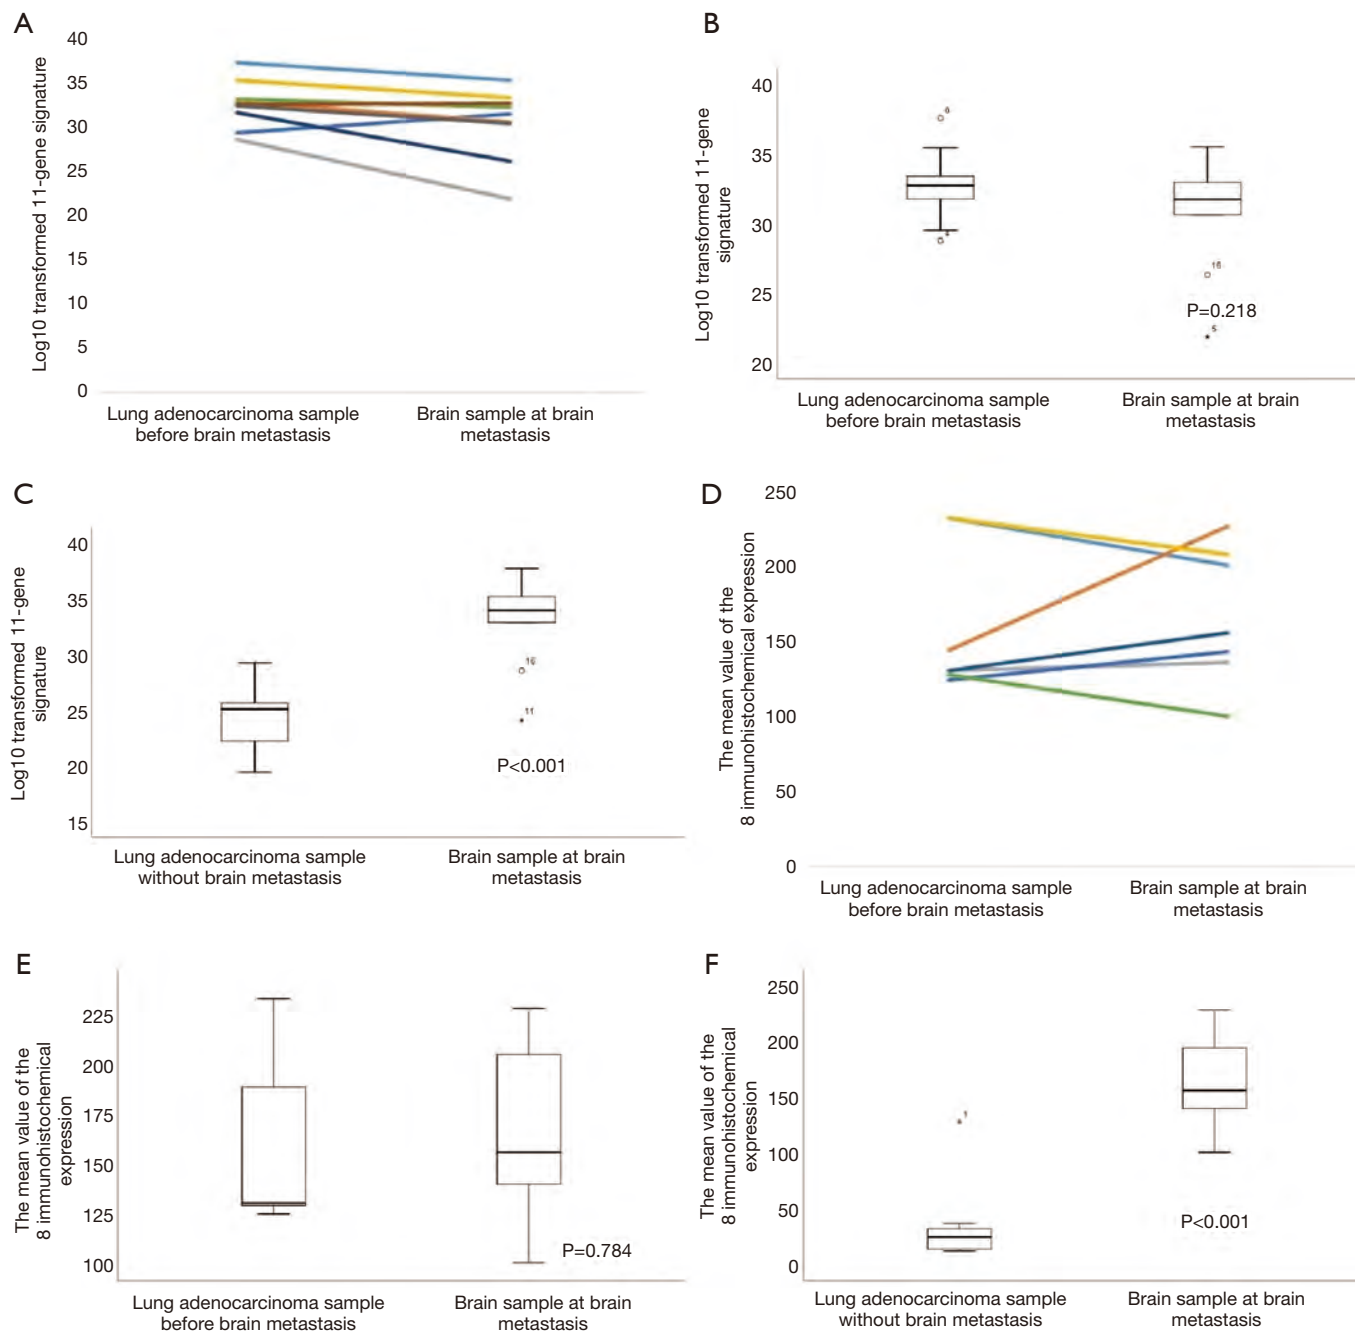 A
Log10 transformed 11-gene signature
40
35
30
25
20
15
10
5
0
Lung adenocarcinoma sample
before brain metastasis
Brain sample at brain
metastasis
B
Log10 transformed 11-gene
signature
40
35
30
25
20
P=0.218
Lung adenocarcinoma sample
before brain metastasis
Brain sample at brain
metastasis
C
Log10 transformed 11-gene
signature
40
35
30
25
20
15
11
P<0.001
Lung adenocarcinoma sample
without brain metastasis
Brain sample at brain
metastasis
D
The mean value of the
8 immunohistochemical expression
250
200
150
100
50
0
Lung adenocarcinoma sample
before brain metastasis
Brain sample at brain
metastasis
E
The mean value of the
8 immunohistochemical
expression
225
200
175
150
125
100
P=0.784
Lung adenocarcinoma sample
before brain metastasis
Brain sample at brain
metastasis
F
The mean value of the
8 immunohistochemical
expression
250
200
150
100
50
0
1
P<0.001
Lung adenocarcinoma sample
without brain metastasis
Brain sample at brain
metastasis